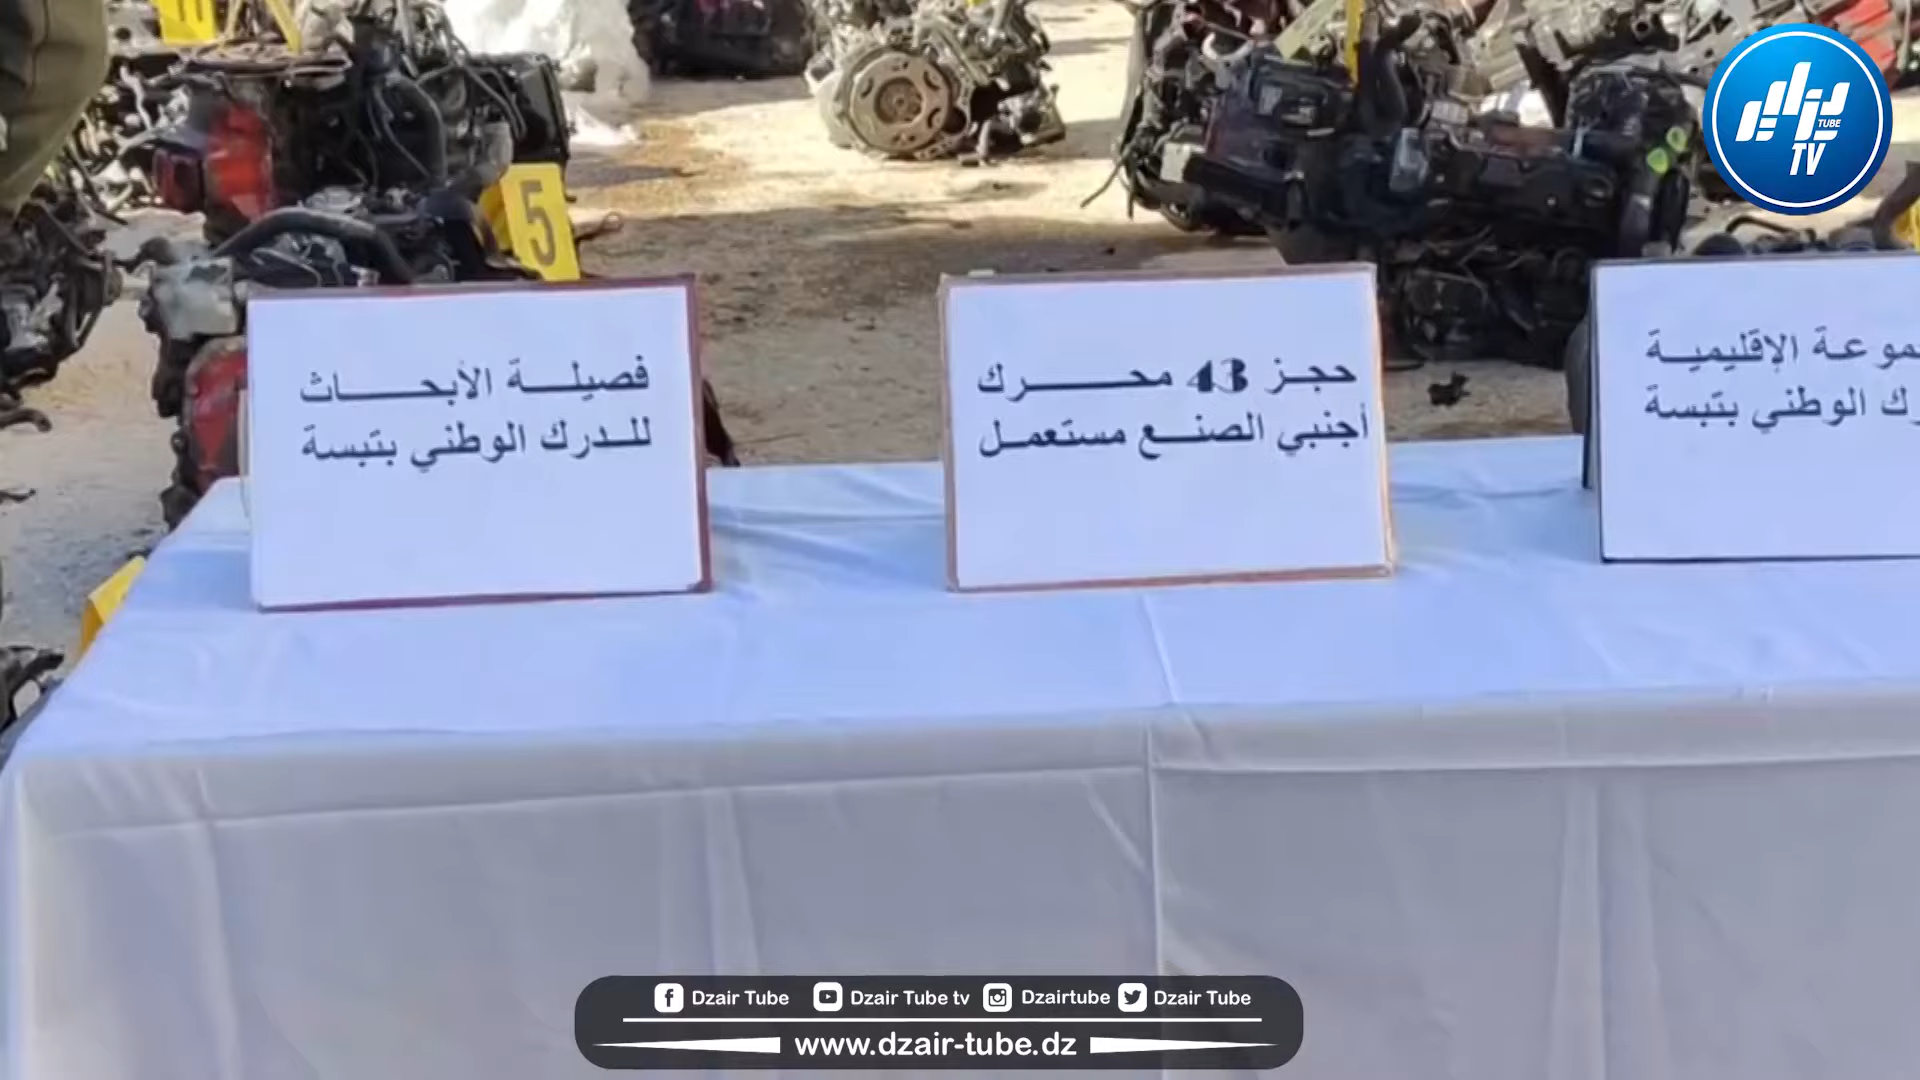 5
فصيلة الأبحاث
للدرك الوطني بتبسة
حجز 43 محرك
أجنبي الصنع مستعمل
الإقليمية
الوطني بتبسة
TUBE
TV
Dzair Tube
Dzair Tube tv
Dzairtube
Dzair Tube
www.dzair-tube.dz